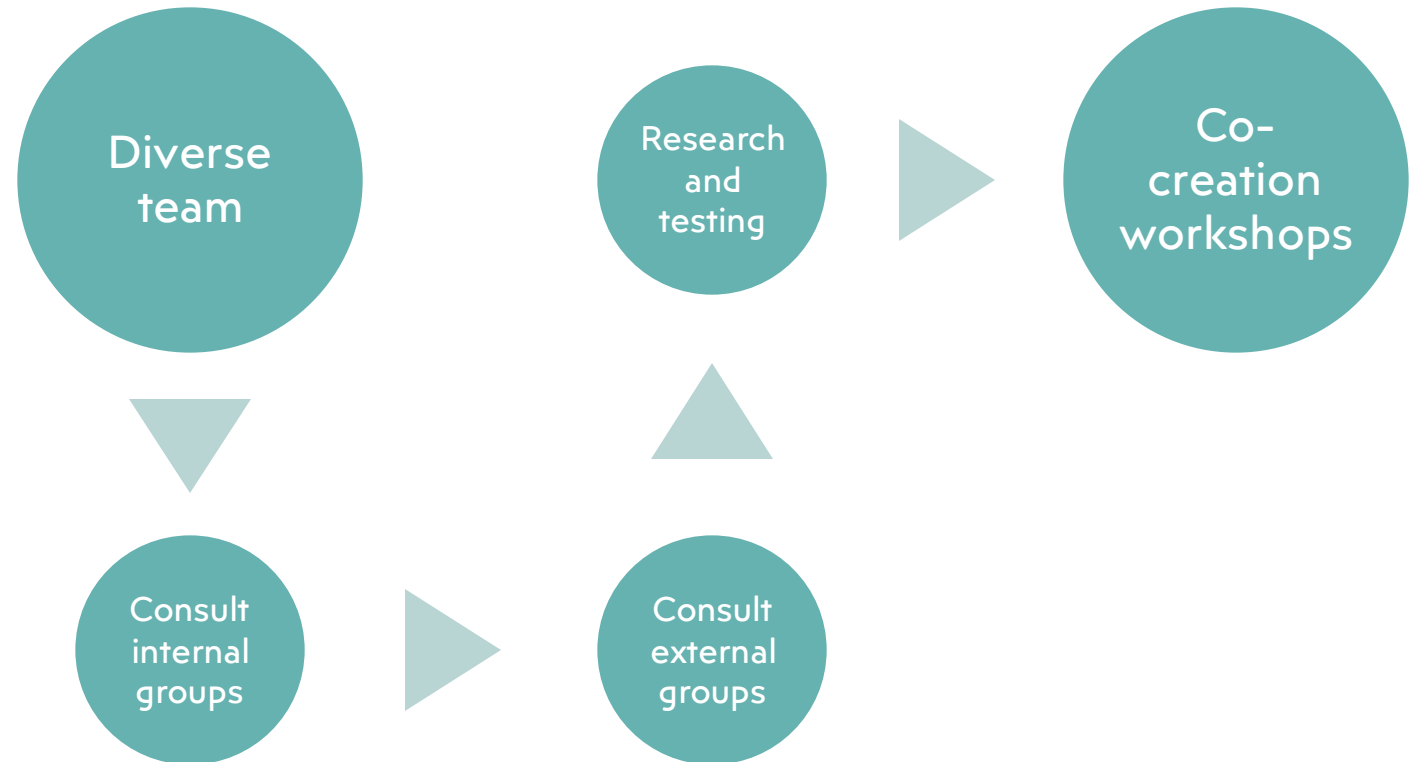 Diverse
team
Consult
internal
groups
Consult
external
groups
Research
and
testing
Co-
creation
workshops